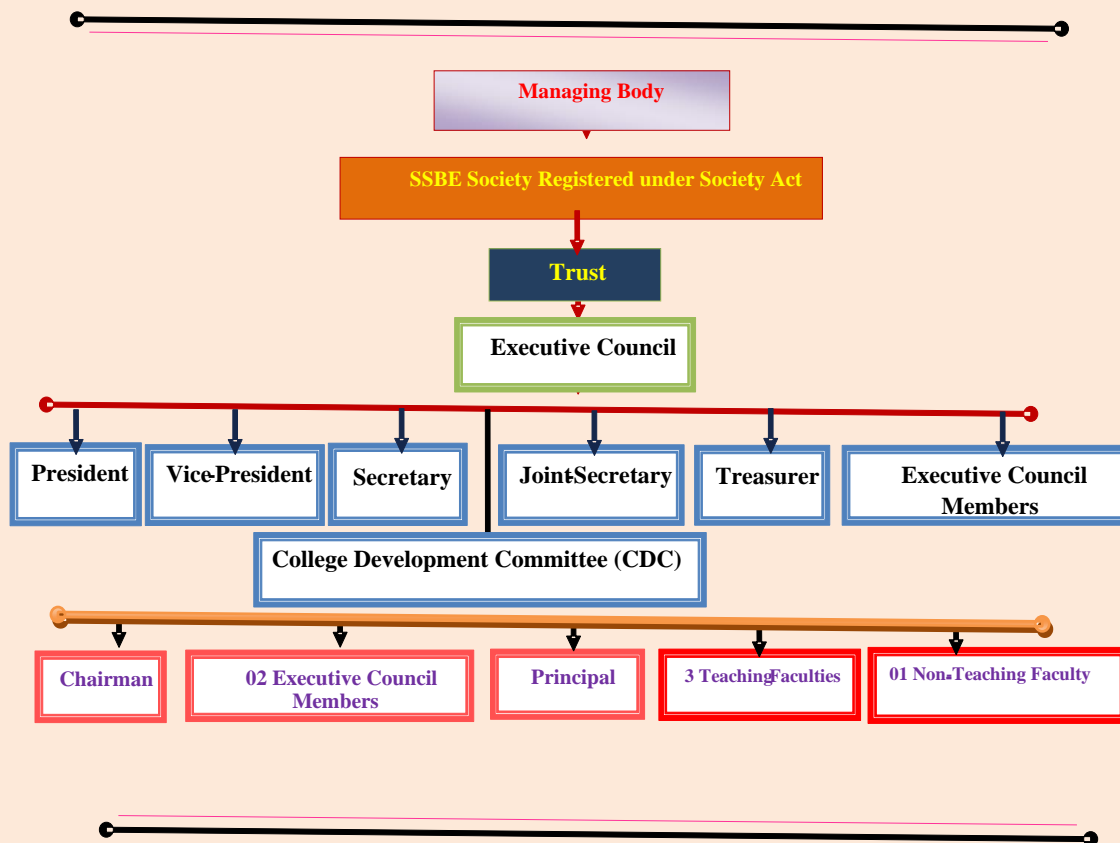 Managing Body
SSBE Society Registered under Society Act
Trust
Executive Council
President
Vice-President
Secretary
Joint-Secretary
Treasurer
Executive Council
Members
College Development Committee (CDC)
Chairman
02 Executive Council
Members
Principal
3 Teaching Faculties
01 Non-Teaching Faculty